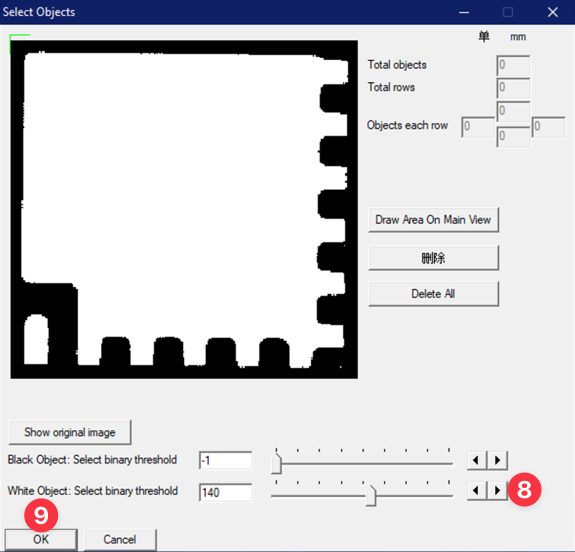 Select Objects
单 mm
Total objects 0
Total rows 0
0
Objects each row 0 0
0
Draw Area On Main View
删除
Delete All
Show original image
Black Object: Select binary threshold -1
White Object: Select binary threshold 140
8
9
OK Cancel